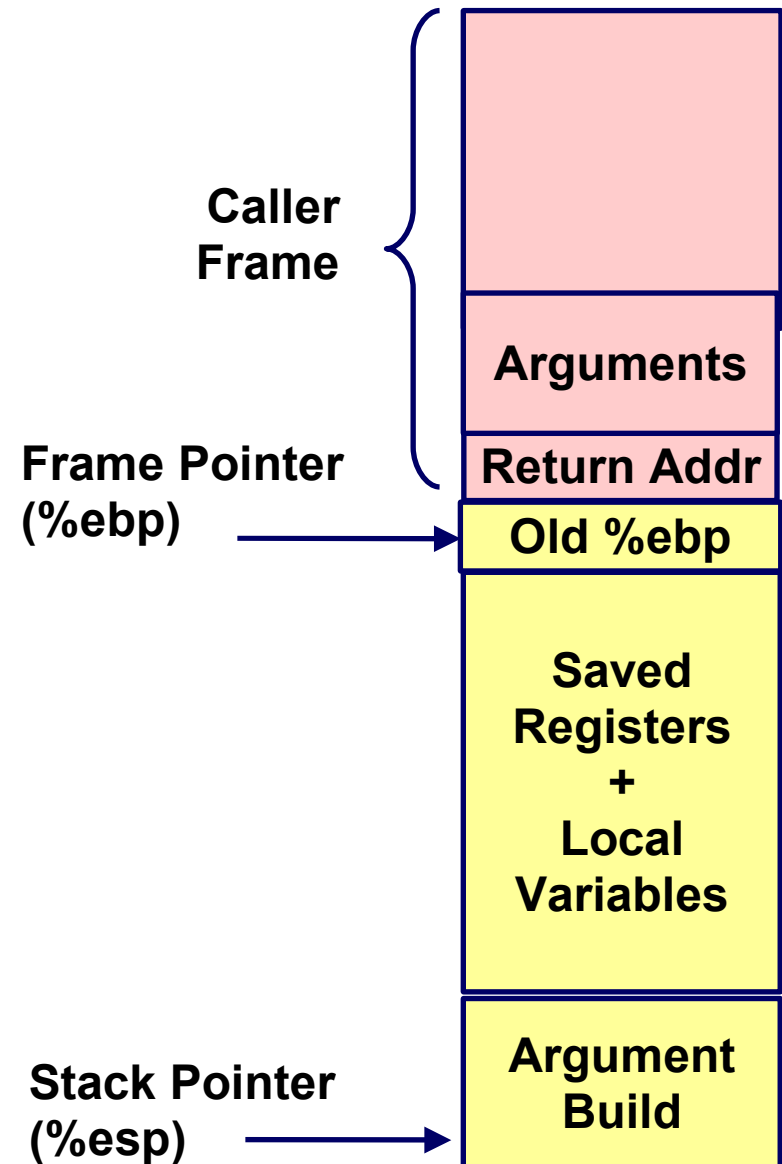 Caller
Frame
Arguments
Frame Pointer
(%ebp)
Return Addr
Old %ebp
Saved
Registers
+
Local
Variables
Argument
Build
Stack Pointer
(%esp)